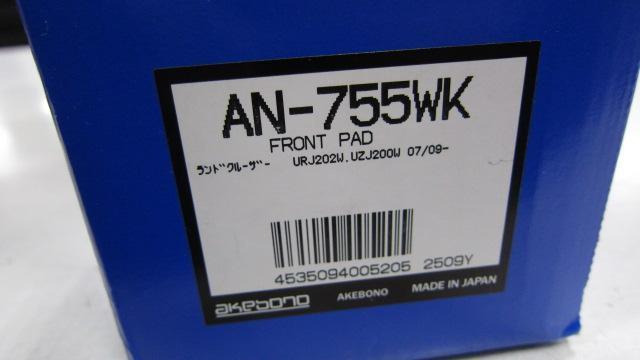 AN-755WK
FRONT PAD
ランドクルーザー URJ202W.UZJ200W 07/09-
4535094005205 2509Y
akebono AKEBONO MADE IN JAPAN